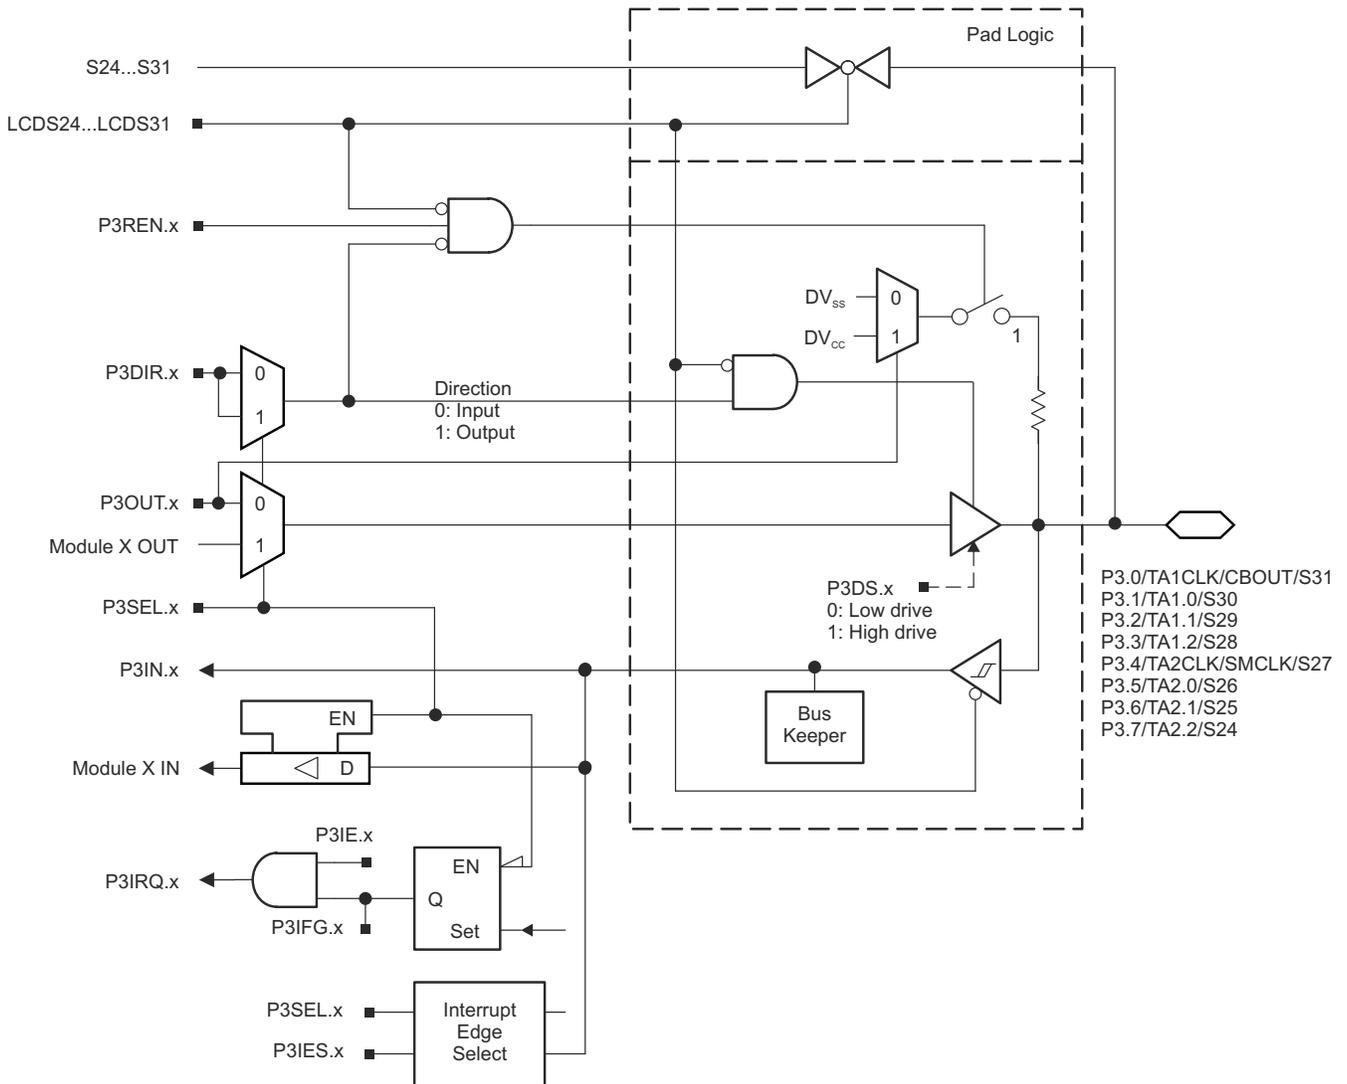 Pad Logic
S24...S31
LCDS24...LCDS31
P3REN.x
DVss
0
DVcc
1
1
P3DIR.x
0
1
Direction
0: Input
1: Output
P3OUT.x
0
Module X OUT
1
P3DS.x
0: Low drive
1: High drive
P3SEL.x
P3.0/TA1CLK/CBOUT/S31
P3.1/TA1.0/S30
P3.2/TA1.1/S29
P3.3/TA1.2/S28
P3.4/TA2CLK/SMCLK/S27
P3.5/TA2.0/S26
P3.6/TA2.1/S25
P3.7/TA2.2/S24
P3IN.x
Bus
Keeper
EN
Module X IN
D
P3IE.x
P3IRQ.x
EN
Q
P3IFG.x
Set
P3SEL.x
P3IES.x
Interrupt
Edge
Select